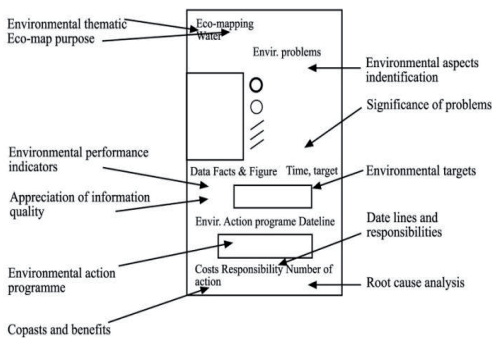 Environmental thematic
Eco-map purpose
Eco-mapping
Water
Envir. problems
Environmental aspects
indentification
Significance of problems
Environmental performance
indicators
Data Facts & Figure Time, target
Environmental targets
Appreciation of information
quality
Envir. Action programe Dateline
Date lines and
responsibilities
Environmental action
programme
Costs Responsibility Number of
action
Root cause analysis
Copasts and benefits